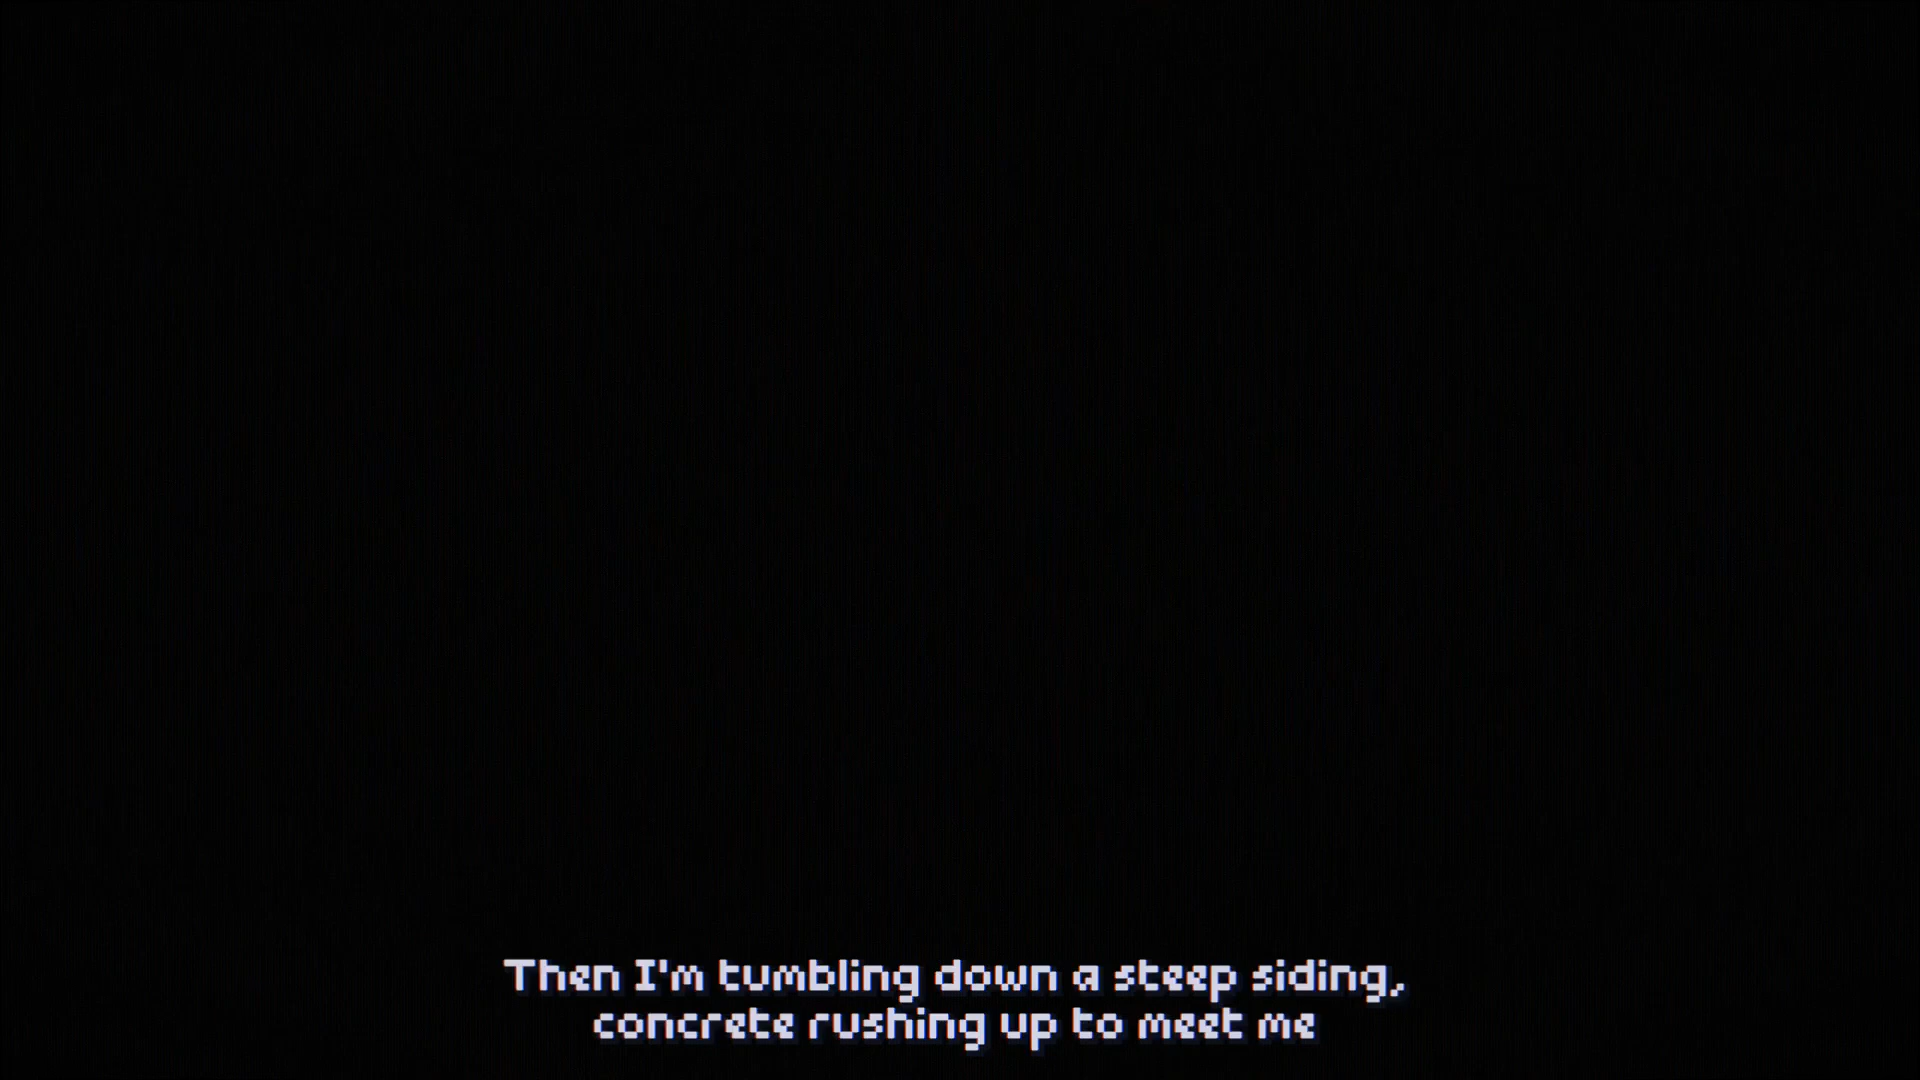 Then I'm tumbling down a steep siding,
concrete rushing up to meet me